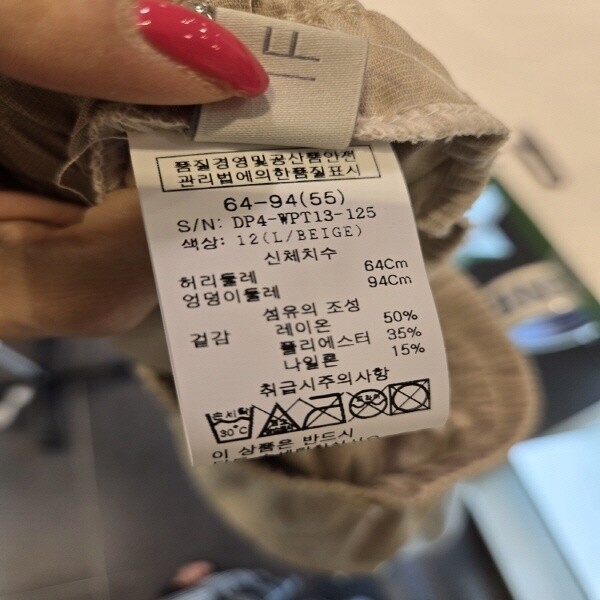 IF
품질경영및공산품안전
관리법에의한품질표시
64-94(55)
S/N: DP4-WPT13-125
색상: 12(L/BEIGE)
신체치수
허리둘레 64Cm
엉덩이둘레 94Cm
섬유의 조성
겉감 레이온 50%
폴리에스터 35%
나일론 15%
취급시주의사항
손세탁
30°C
이 상품은 반드시